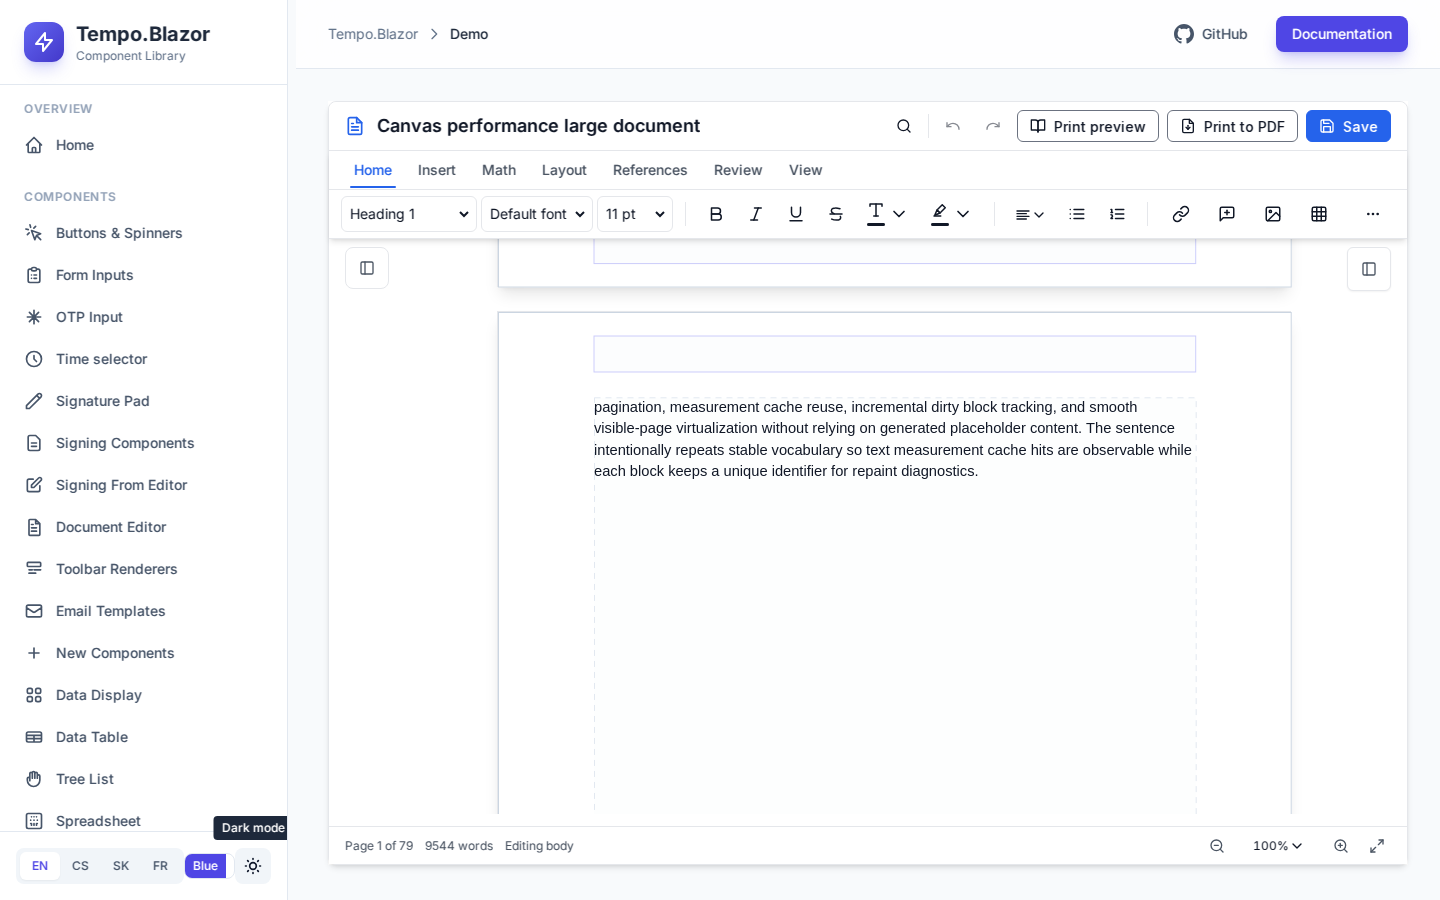 Tempo.Blazor
Component Library
OVERVIEW
Home
COMPONENTS
Buttons & Spinners
Form Inputs
OTP Input
Time selector
Signature Pad
Signing Components
Signing From Editor
Document Editor
Toolbar Renderers
Email Templates
New Components
Data Display
Data Table
Tree List
Spreadsheet
Dark mode
EN CS SK FR Blue
Tempo.Blazor Demo
GitHub
Documentation
Canvas performance large document
Print preview
Print to PDF
Save
Home Insert Math Layout References Review View
Heading 1 Default font 11 pt
pagination, measurement cache reuse, incremental dirty block tracking, and smooth
visible-page virtualization without relying on generated placeholder content. The sentence
intentionally repeats stable vocabulary so text measurement cache hits are observable while
each block keeps a unique identifier for repaint diagnostics.
Page 1 of 79 9544 words Editing body
100%